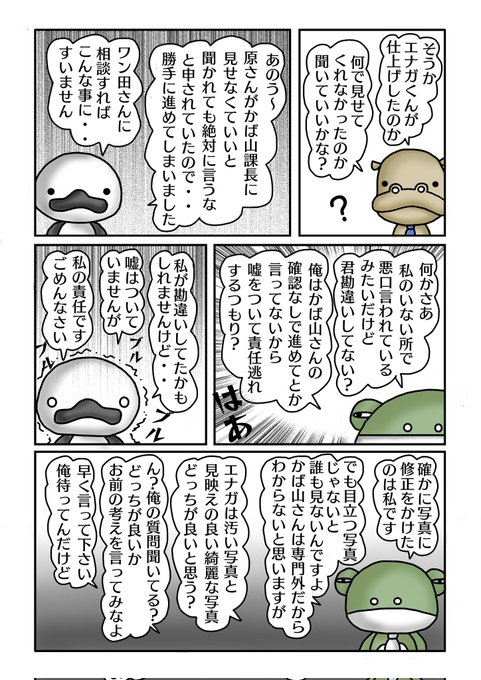 そうか
エナガくんが
仕上げしたのか
何で見せて
くれなかったのか
聞いていいかな？
？
あのう～
原さんがかば山課長に
見せなくていいと
聞かれても絶対に言うな
と申されていたので・・
勝手に進めてしまいました
ワン田さんに
相談すれば
こんな事に・・
すいません
何かさあ
私のいない所で
悪口言われている
みたいだけど
君勘違いしてない？
俺はかば山さんの
確認なしで進めてとか
言ってないから
嘘をついて責任逃れ
するつもり？
はあ
私が勘違いしてたかも
しれませんけど・・
嘘はついて
いませんが
私の責任です
ごめんなさい
ブルブル
ガタガタ
確かに写真に
修正をかけた
のは私です
でも目立つ写真
じゃないと
誰も見ないんですよ
かば山さんは専門外だから
わからないと思いますが
エナガは汚い写真と
見映えの良い綺麗な写真
どっちが良いと思う？
ん？俺の質問聞いてる？
どっちが良いか
お前の考えを言ってみなよ
早く言って下さい
俺待ってんだけど